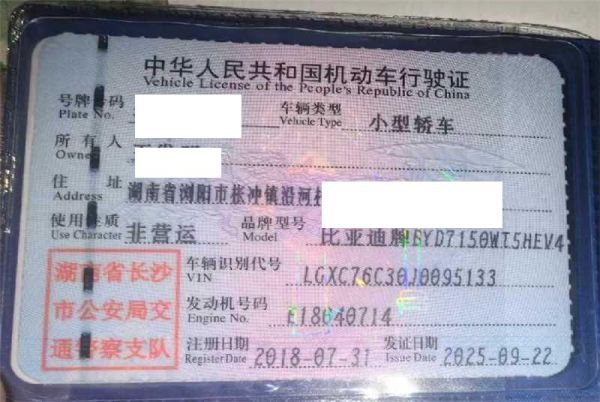 中华人民共和国机动车行驶证
Vehicle License of the People's Republic of China
号牌号码
Plate No.
车辆类型
Vehicle Type
小型轿车
所有人
Owner
住址
Address
湖南省浏阳市枨冲镇沿河
使用性质
Use Character
非营运
品牌型号
Model
比亚迪牌BYD7150WT5HEV4
湖南省长沙
市公安局交
通警察支队
车辆识别代号
VIN
LGXC76C30J0095133
发动机号码
Engine No.
E18040714
注册日期
Register Date
2018-07-31
发证日期
Issue Date
2025-09-22